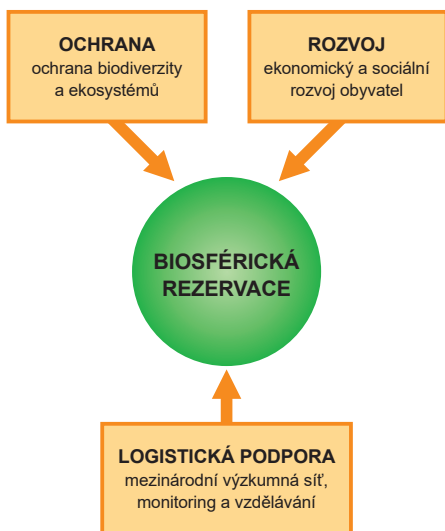 OCHRANA
ochrana biodiverzity
a ekosystémů
ROZVOJ
ekonomický a sociální
rozvoj obyvatel
BIOSFÉRICKÁ
REZERVACE
LOGISTICKÁ PODPORA
mezinárodní výzkumná síť,
monitoring a vzdělávání